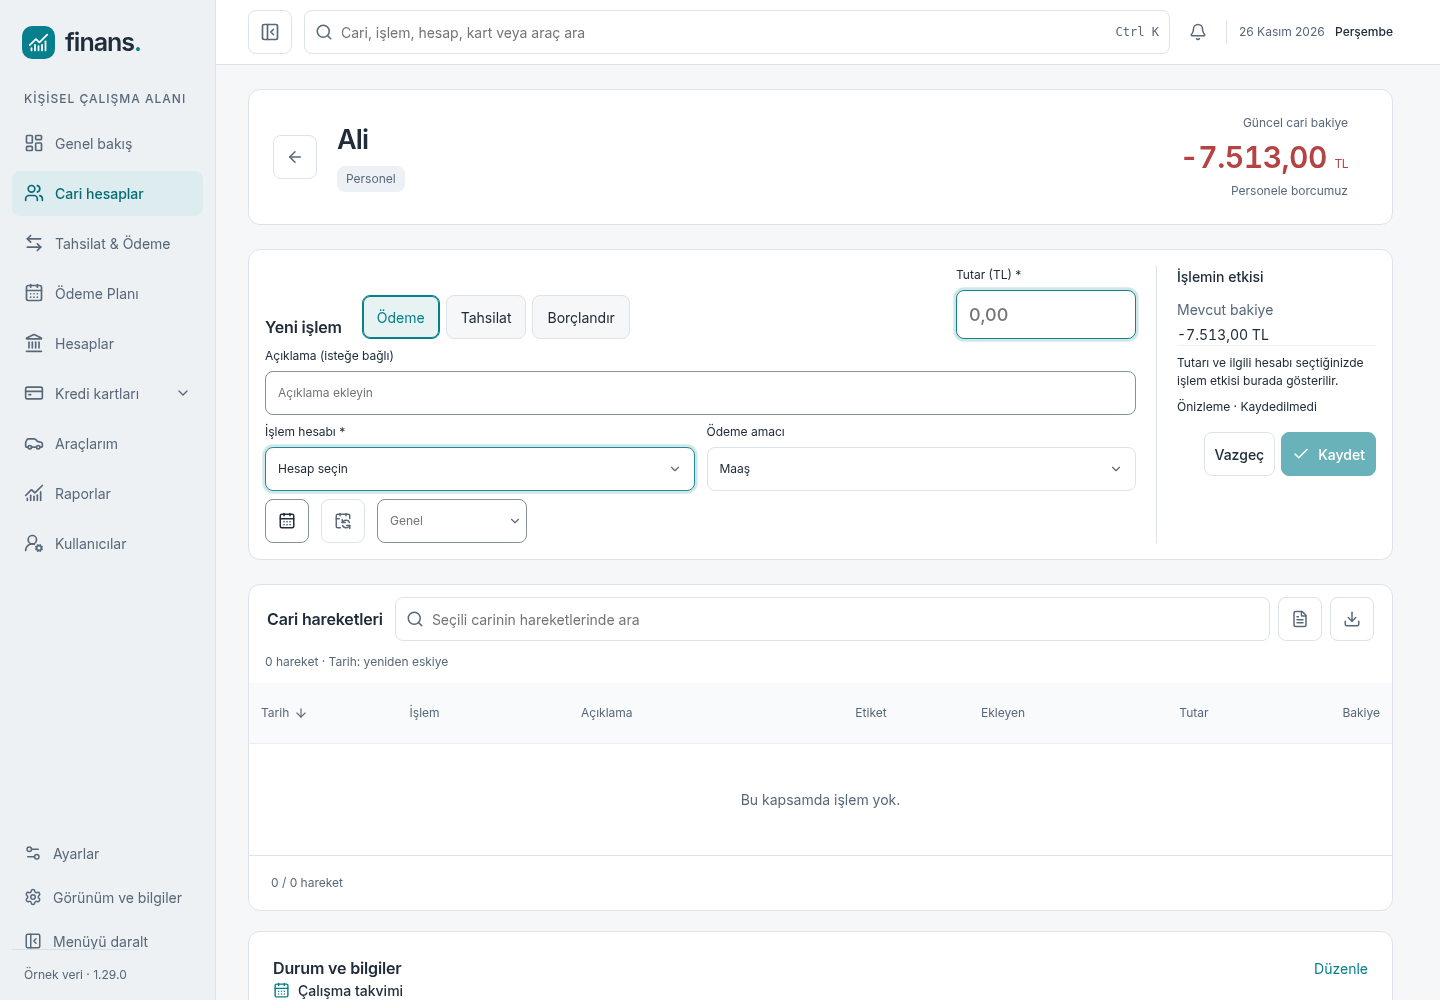 finans.
KİŞİSEL ÇALIŞMA ALANI
Genel bakış
Cari hesaplar
Tahsilat & Ödeme
Ödeme Planı
Hesaplar
Kredi kartları
Araçlarım
Raporlar
Kullanıcılar
Ayarlar
Görünüm ve bilgiler
Menüyü daralt
Örnek veri · 1.29.0
Cari, işlem, hesap, kart veya araç ara
Ctrl K
26 Kasım 2026 Perşembe
Ali
Personel
Güncel cari bakiye
-7.513,00 TL
Personele borcumuz
Yeni işlem
Ödeme
Tahsilat
Borçlandır
Tutar (TL) *
0,00
Açıklama (isteğe bağlı)
Açıklama ekleyin
İşlem hesabı *
Hesap seçin
Ödeme amacı
Maaş
Genel
İşlemin etkisi
Mevcut bakiye
-7.513,00 TL
Tutarı ve ilgili hesabı seçtiğinizde
işlem etkisi burada gösterilir.
Önizleme · Kaydedilmedi
Vazgeç
Kaydet
Cari hareketleri
Seçili carinin hareketlerinde ara
0 hareket · Tarih: yeniden eskiye
Tarih İşlem Açıklama Etiket Ekleyen Tutar Bakiye
Bu kapsamda işlem yok.
0 / 0 hareket
Durum ve bilgiler
Düzenle
Çalışma takvimi